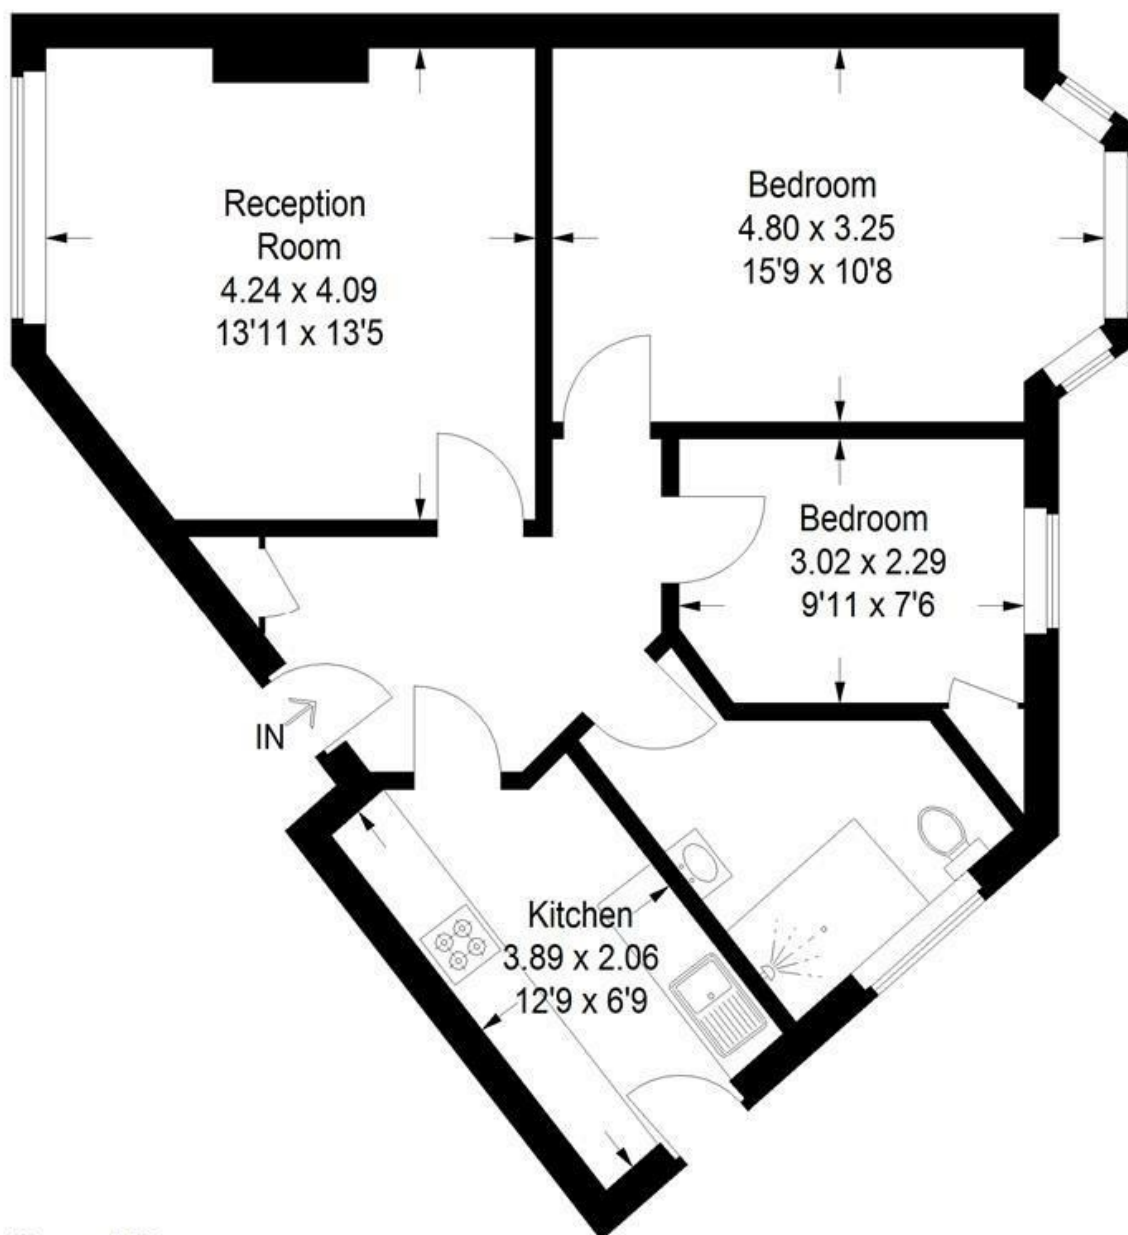 Reception
Room
4.24 x 4.09
13'11 x 13'5
Bedroom
4.80 x 3.25
15'9 x 10'8
Bedroom
3.02 x 2.29
9'11 x 7'6
IN
Kitchen
3.89 x 2.06
12'9 x 6'9